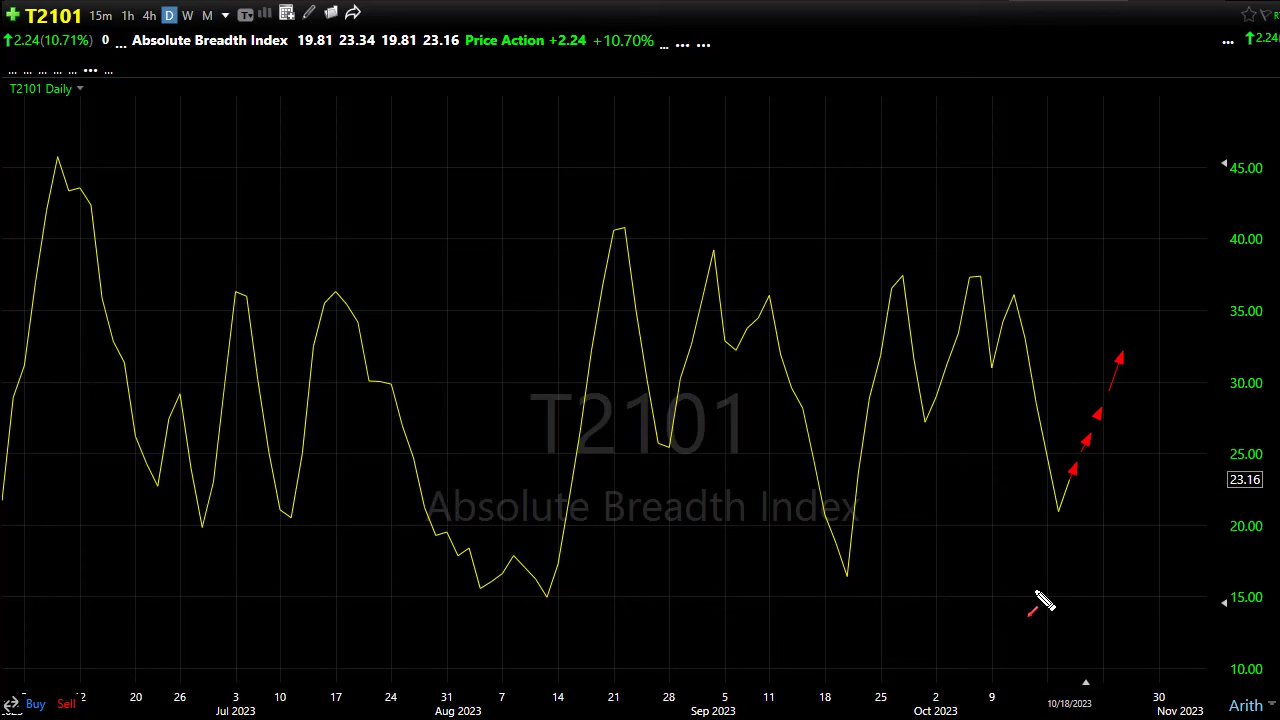 T2101 15m 1h 4h D W M
2.24(10.71%) 0 ... Absolute Breadth Index 19.81 23.34 19.81 23.16 Price Action +2.24 +10.70% ... ... ... ... 2.24
... ... ... ... ... ... ...
T2101 Daily
45.00
40.00
35.00
30.00
25.00
23.16
20.00
15.00
10.00
T2101
Absolute Breadth Index
20 26 3 10 17 24 31 7 14 21 28 5 11 18 25 2 9 30
Buy Sell
10/18/2023
Jul 2023 Aug 2023 Sep 2023 Oct 2023 Nov 2023
Arith